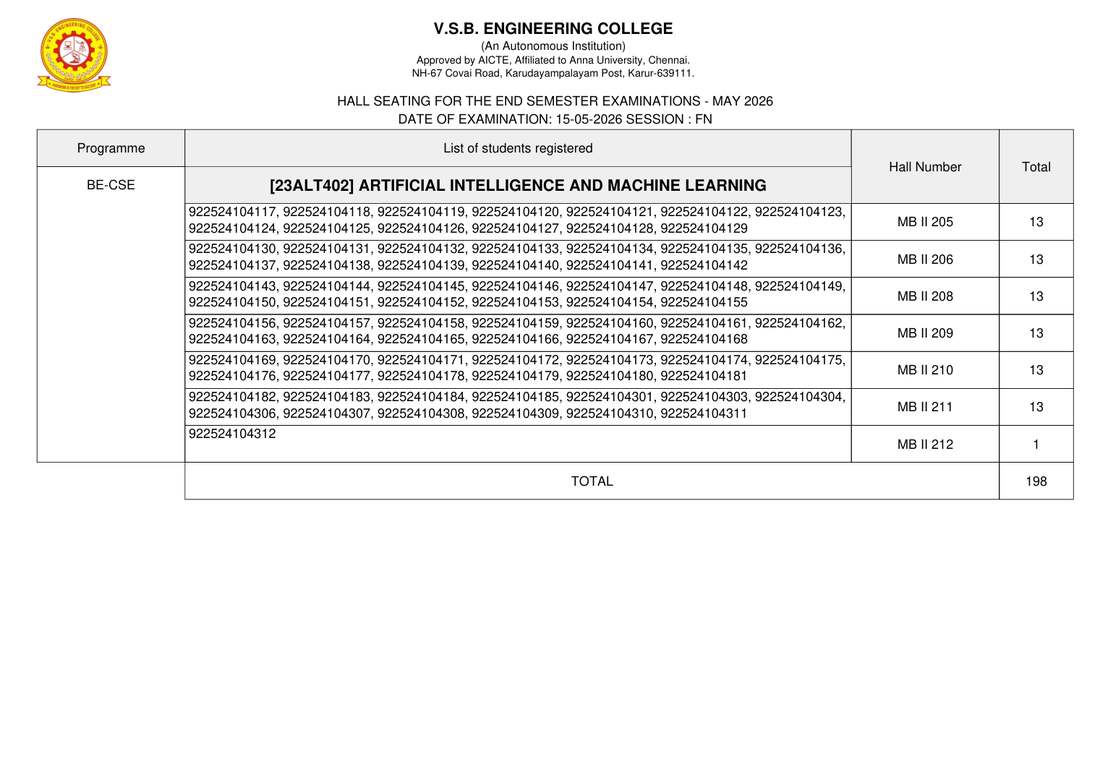 V.S.B. ENGINEERING COLLEGE
(An Autonomous Institution)
Approved by AICTE, Affiliated to Anna University, Chennai.
NH-67 Covai Road, Karudayampalayam Post, Karur-639111.
HALL SEATING FOR THE END SEMESTER EXAMINATIONS - MAY 2026
DATE OF EXAMINATION: 15-05-2026 SESSION : FN
Programme List of students registered Hall Number Total
BE-CSE [23ALT402] ARTIFICIAL INTELLIGENCE AND MACHINE LEARNING
922524104117, 922524104118, 922524104119, 922524104120, 922524104121, 922524104122, 922524104123,
922524104124, 922524104125, 922524104126, 922524104127, 922524104128, 922524104129
MB II 205 13
922524104130, 922524104131, 922524104132, 922524104133, 922524104134, 922524104135, 922524104136,
922524104137, 922524104138, 922524104139, 922524104140, 922524104141, 922524104142
MB II 206 13
922524104143, 922524104144, 922524104145, 922524104146, 922524104147, 922524104148, 922524104149,
922524104150, 922524104151, 922524104152, 922524104153, 922524104154, 922524104155
MB II 208 13
922524104156, 922524104157, 922524104158, 922524104159, 922524104160, 922524104161, 922524104162,
922524104163, 922524104164, 922524104165, 922524104166, 922524104167, 922524104168
MB II 209 13
922524104169, 922524104170, 922524104171, 922524104172, 922524104173, 922524104174, 922524104175,
922524104176, 922524104177, 922524104178, 922524104179, 922524104180, 922524104181
MB II 210 13
922524104182, 922524104183, 922524104184, 922524104185, 922524104301, 922524104303, 922524104304,
922524104306, 922524104307, 922524104308, 922524104309, 922524104310, 922524104311
MB II 211 13
922524104312
MB II 212 1
TOTAL 198